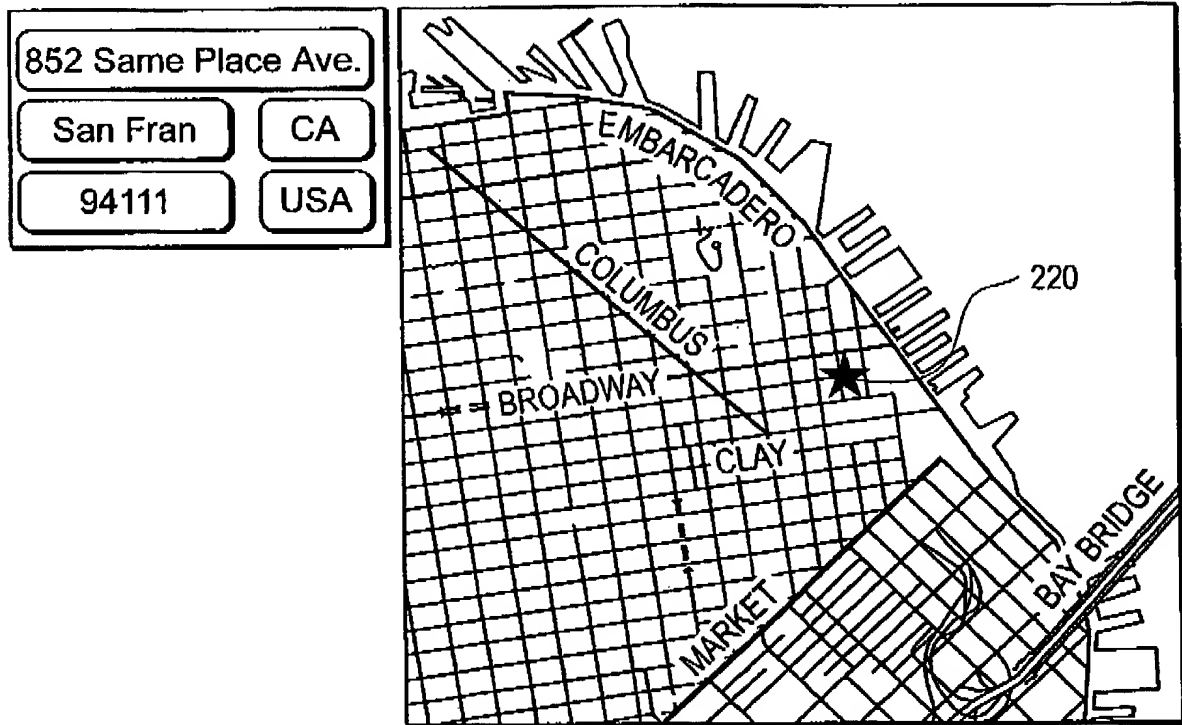 852 Same Place Ave.
San Fran CA
94111 USA
EMBARCADERO
COLUMBUS
220
BROADWAY
CLAY
BAY BRIDGE
MARKET